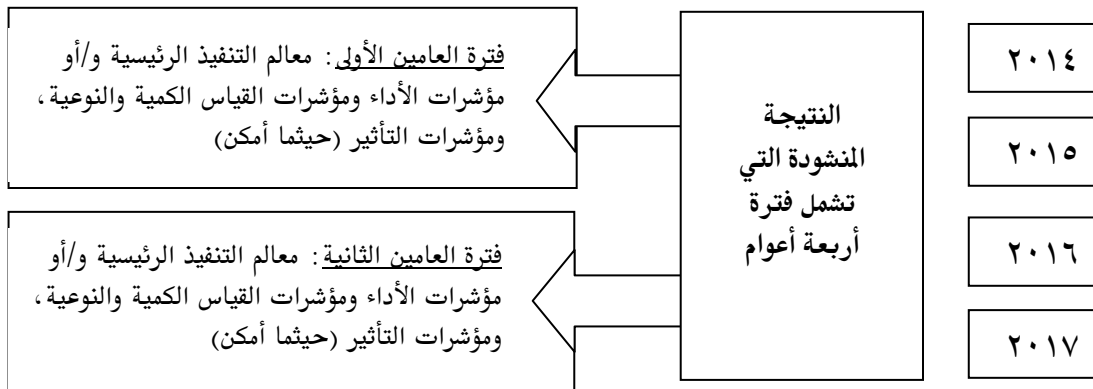 ٢٠١٤
٢٠١٥
٢٠١٦
٢٠١٧
النتيجة
المنشودة التي
تشمل فترة
أربعة أعوام
فترة العامين الأولى: معالم التنفيذ الرئيسية و/أو
مؤشرات الأداء ومؤشرات القياس الكمية والنوعية،
ومؤشرات التأثير (حيثما أمكن)
فترة العامين الثانية: معالم التنفيذ الرئيسية و/أو
مؤشرات الأداء ومؤشرات القياس الكمية والنوعية،
ومؤشرات التأثير (حيثما أمكن)